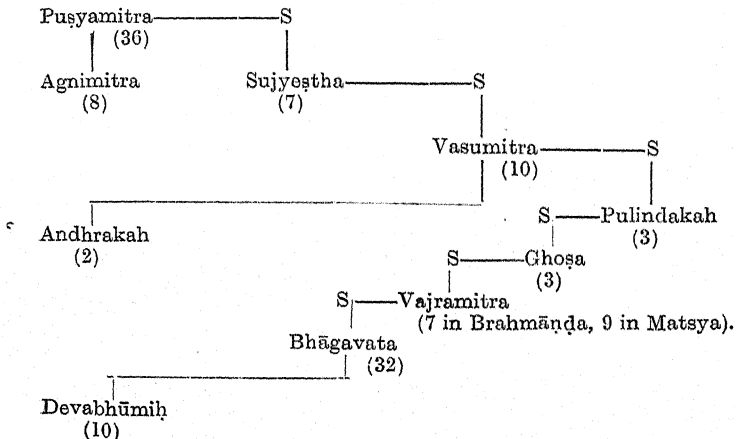 Puṣyamitra S
(36)
Agnimitra Sujyeṣtha S
(8) (7)
Vasumitra S
(10)
S Pulindakah
Andhrakah (3)
(2)
S Ghoṣa
(3)
S Vajramitra
(7 in Brahmāṇḍa, 9 in Matsya).
Bhāgavata
(32)
Devabhūmiḥ
(10)